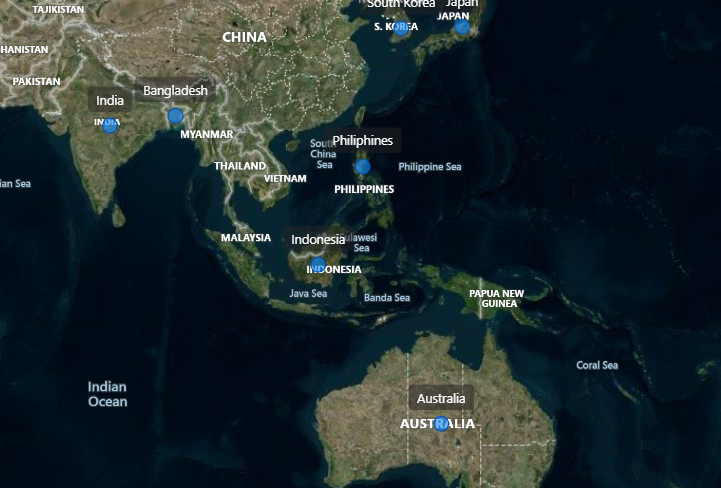 TAJIKISTAN
South Korea
Japan
JAPAN
S. KOREA
CHINA
HANISTAN
PAKISTAN
India
Bangladesh
INDIA
MYANMAR
Philiphines
South
China
Sea
THAILAND
VIETNAM
Philippine Sea
ian Sea
PHILIPPINES
MALAYSIA
Indonesia
Sulawesi
Sea
INDONESIA
Java Sea
Banda Sea
PAPUA NEW
GUINEA
Coral Sea
Indian
Ocean
Australia
AUSTRALIA